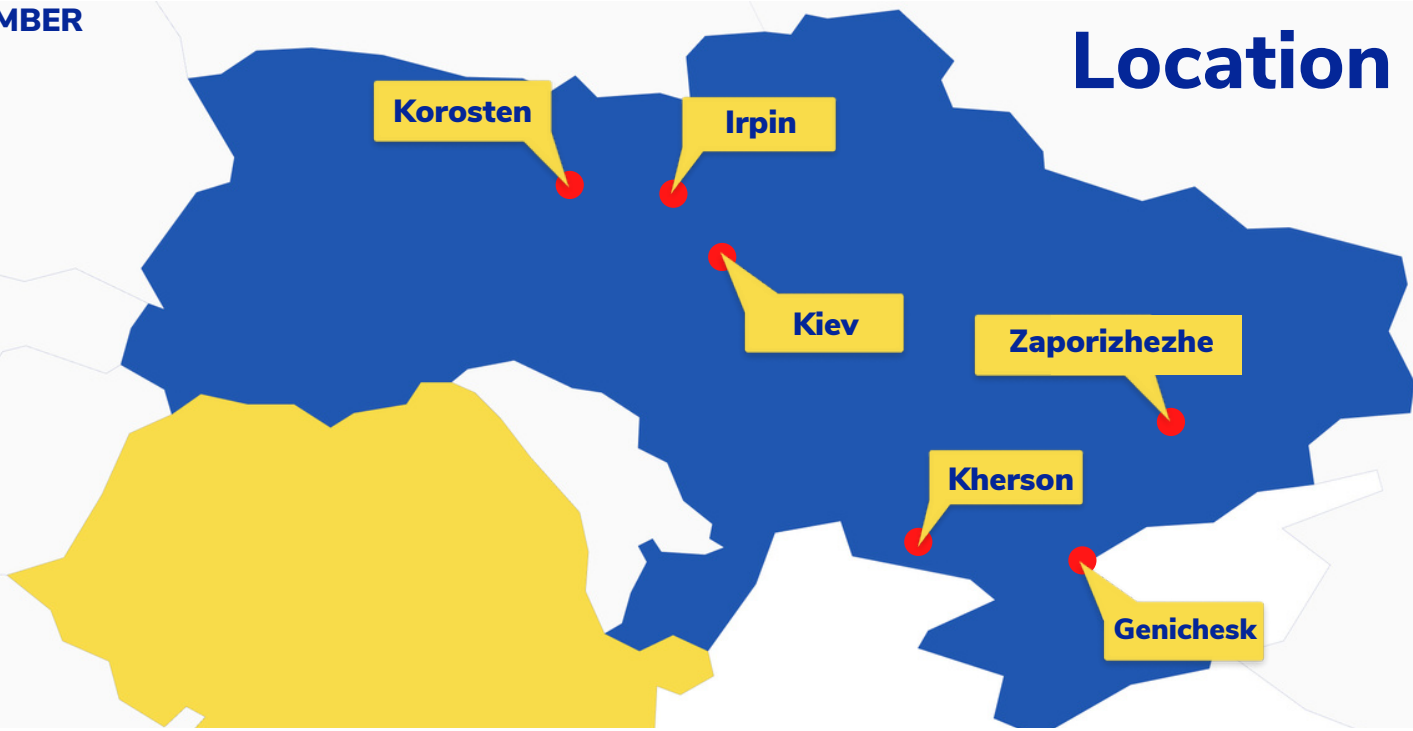 MBER
Location
Korosten
Irpin
Kiev
Zaporizhezhe
Kherson
Genichesk